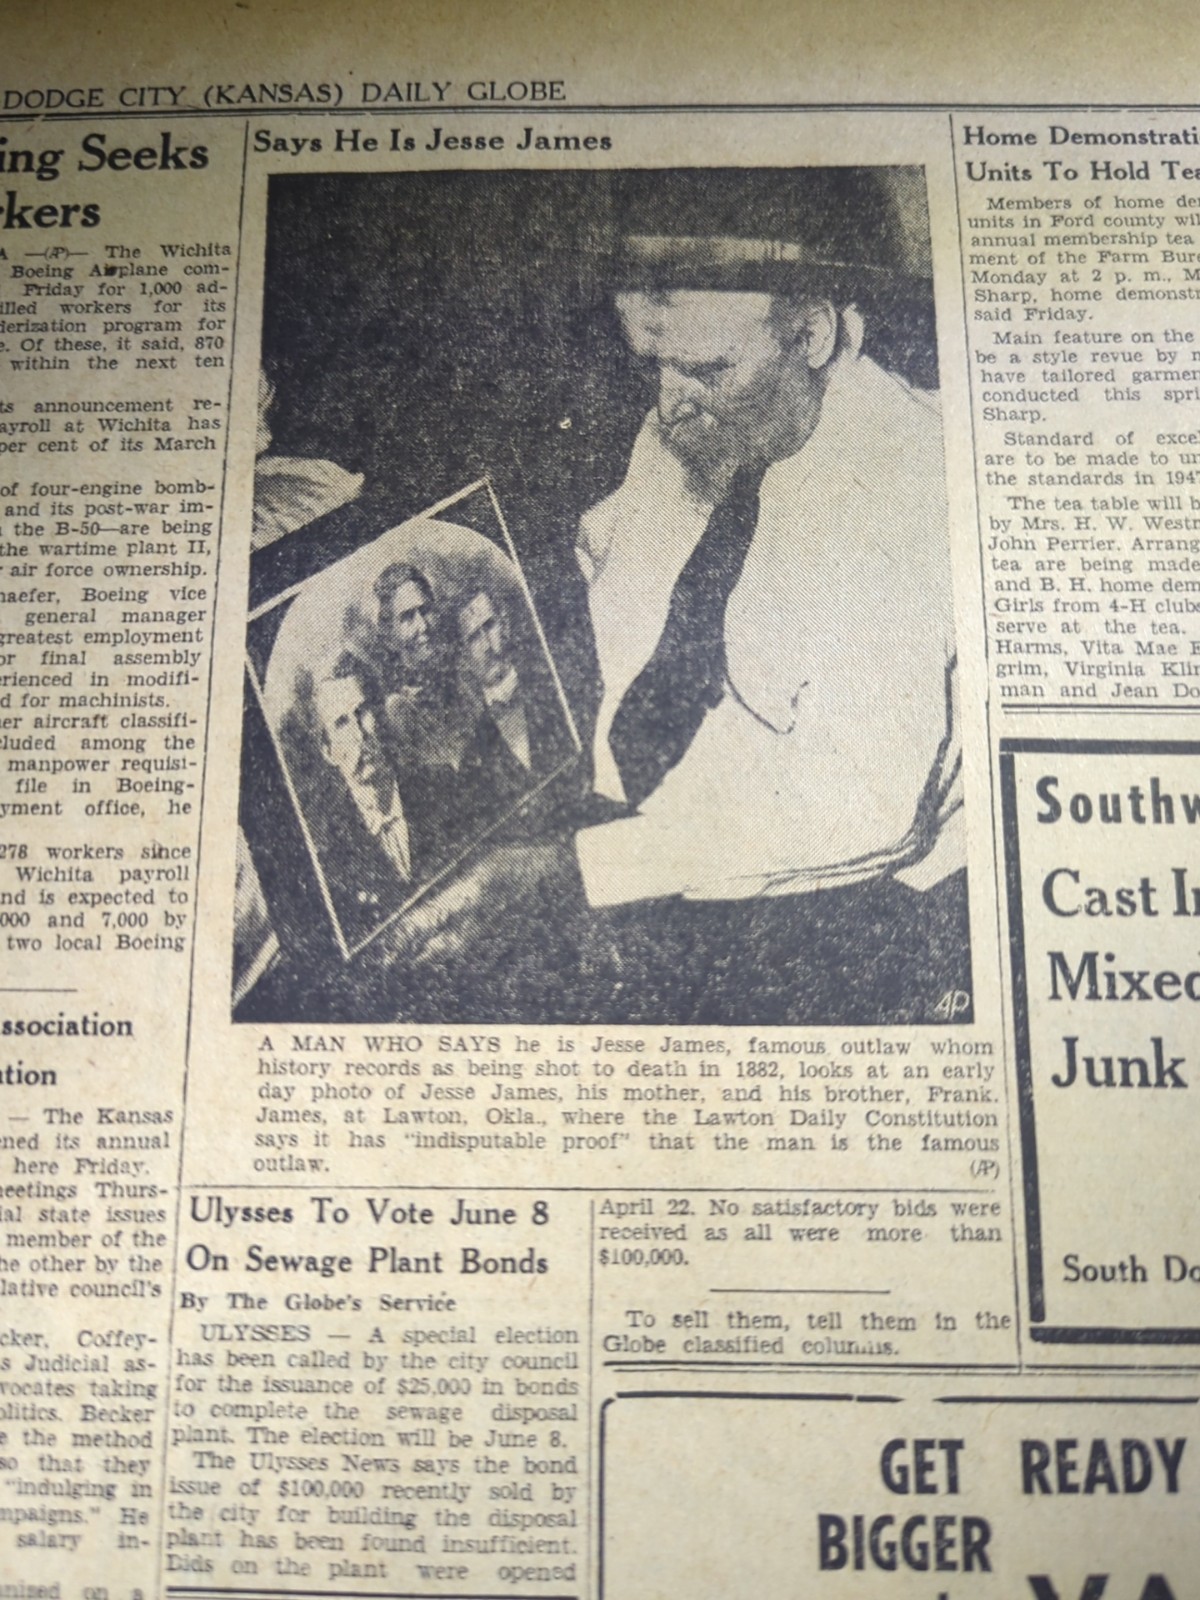 DODGE CITY (KANSAS) DAILY GLOBE
ing Seeks
kers
A —(AP)— The Wichita
Boeing Airplane com-
Friday for 1,000 ad-
illed workers for its
derization program for
e. Of these, it said, 870
within the next ten
ts announcement re-
ayroll at Wichita has
per cent of its March
of four-engine bomb-
and its post-war im-
the B-50—are being
the wartime plant II,
r air force ownership.
haefer, Boeing vice
general manager
greatest employment
or final assembly
erienced in modifi-
d for machinists.
her aircraft classifi-
cluded among the
manpower requisi-
file in Boeing-
yment office, he
278 workers since
Wichita payroll
nd is expected to
000 and 7,000 by
two local Boeing
ssociation
tion
— The Kansas
ened its annual
here Friday.
meetings Thurs-
ial state issues
member of the
he other by the
lative council's
cker, Coffey-
s Judicial as-
vocates taking
olitics. Becker
e the method
so that they
"indulging in
mpaigns." He
salary in-
anized on a
Says He Is Jesse James
AP
A MAN WHO SAYS he is Jesse James, famous outlaw whom
history records as being shot to death in 1882, looks at an early
day photo of Jesse James, his mother, and his brother, Frank.
James, at Lawton, Okla., where the Lawton Daily Constitution
says it has "indisputable proof" that the man is the famous
outlaw. (AP)
Ulysses To Vote June 8
On Sewage Plant Bonds
By The Globe's Service
ULYSSES — A special election
has been called by the city council
for the issuance of $25,000 in bonds
to complete the sewage disposal
plant. The election will be June 8.
The Ulysses News says the bond
issue of $100,000 recently sold by
the city for building the disposal
plant has been found insufficient.
Bids on the plant were opened
April 22. No satisfactory bids were
received as all were more than
$100,000.
To sell them, tell them in the
Globe classified columns.
Home Demonstrati
Units To Hold Tea
Members of home dem
units in Ford county wil
annual membership tea
ment of the Farm Bure
Monday at 2 p. m., M
Sharp, home demonstr
said Friday.
Main feature on the
be a style revue by m
have tailored garmen
conducted this spri
Sharp.
Standard of excel
are to be made to un
the standards in 1947
The tea table will b
by Mrs. H. W. Westr
John Perrier. Arrang
tea are being made
and B. H. home dem
Girls from 4-H clubs
serve at the tea.
Harms, Vita Mae E
grim, Virginia Klin
man and Jean Do
Southw
Cast I
Mixed
Junk
South Do
GET READY
BIGGER